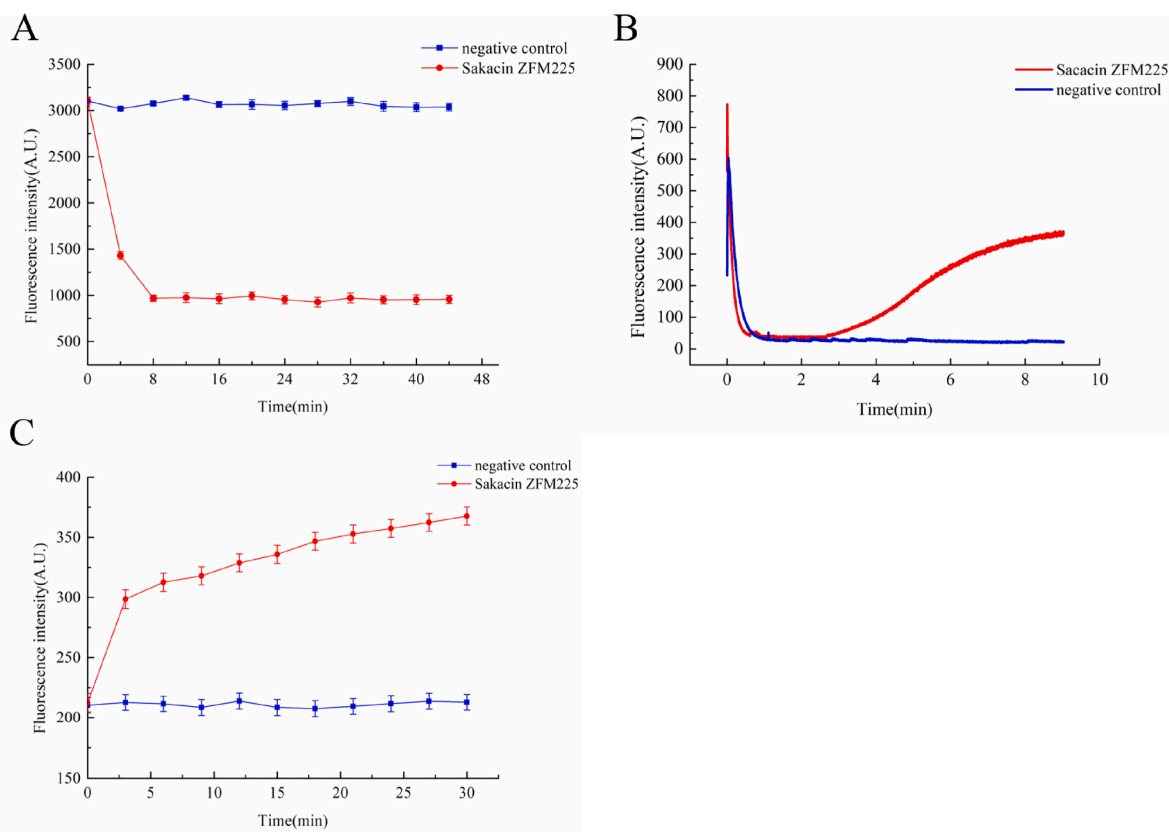 A
negative control
Sakacin ZFM225
3500
3000
2500
2000
1500
1000
500
Fluorescence intensity(A.U.)
0
8
16
24
32
40
48
Time(min)
B
Sacacin ZFM225
negative control
900
800
700
600
500
400
300
200
100
0
Fluorescence intensity(A.U.)
0
2
4
6
8
10
Time(min)
C
negative control
Sakacin ZFM225
400
350
300
250
200
150
Fluorescence intensity(A.U.)
0
5
10
15
20
25
30
Time(min)